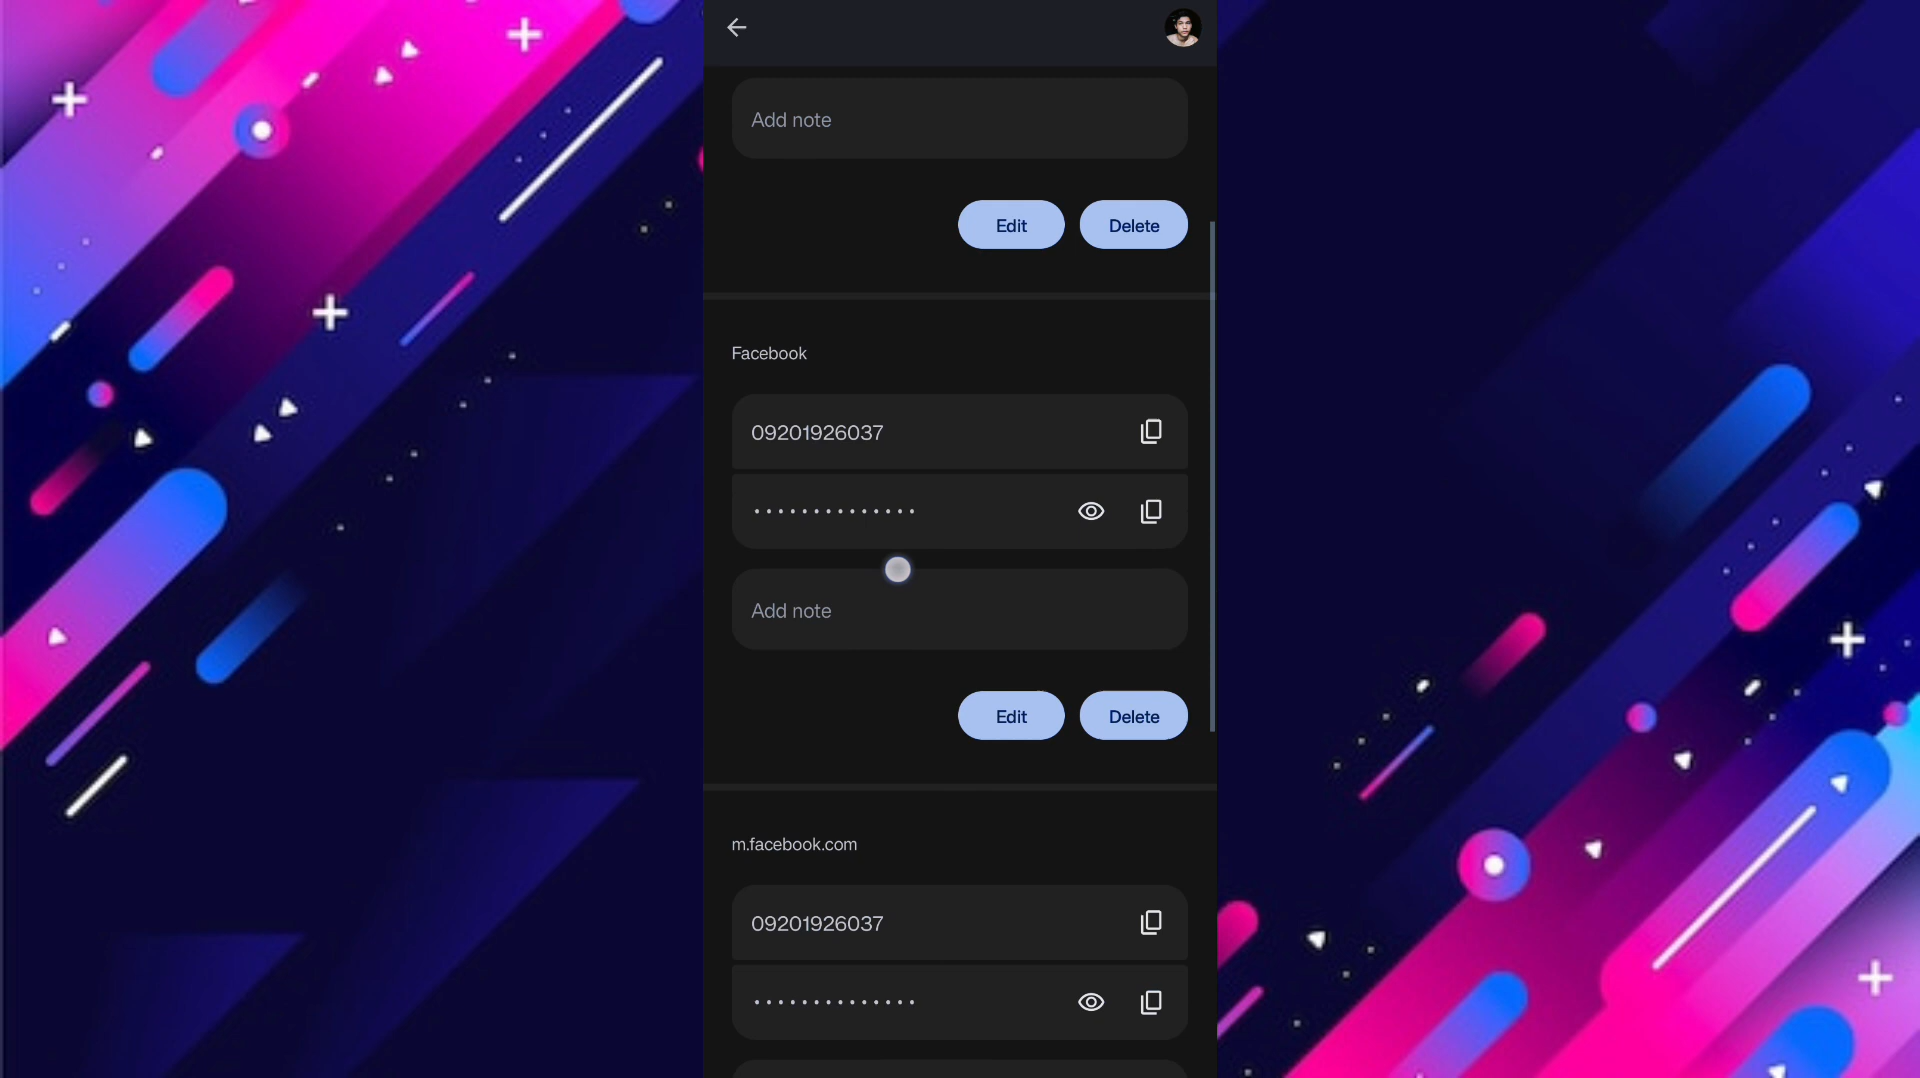 Add note
Edit Delete
Facebook
09201926037
••••••••••••••
Add note
Edit Delete
m.facebook.com
09201926037
••••••••••••••